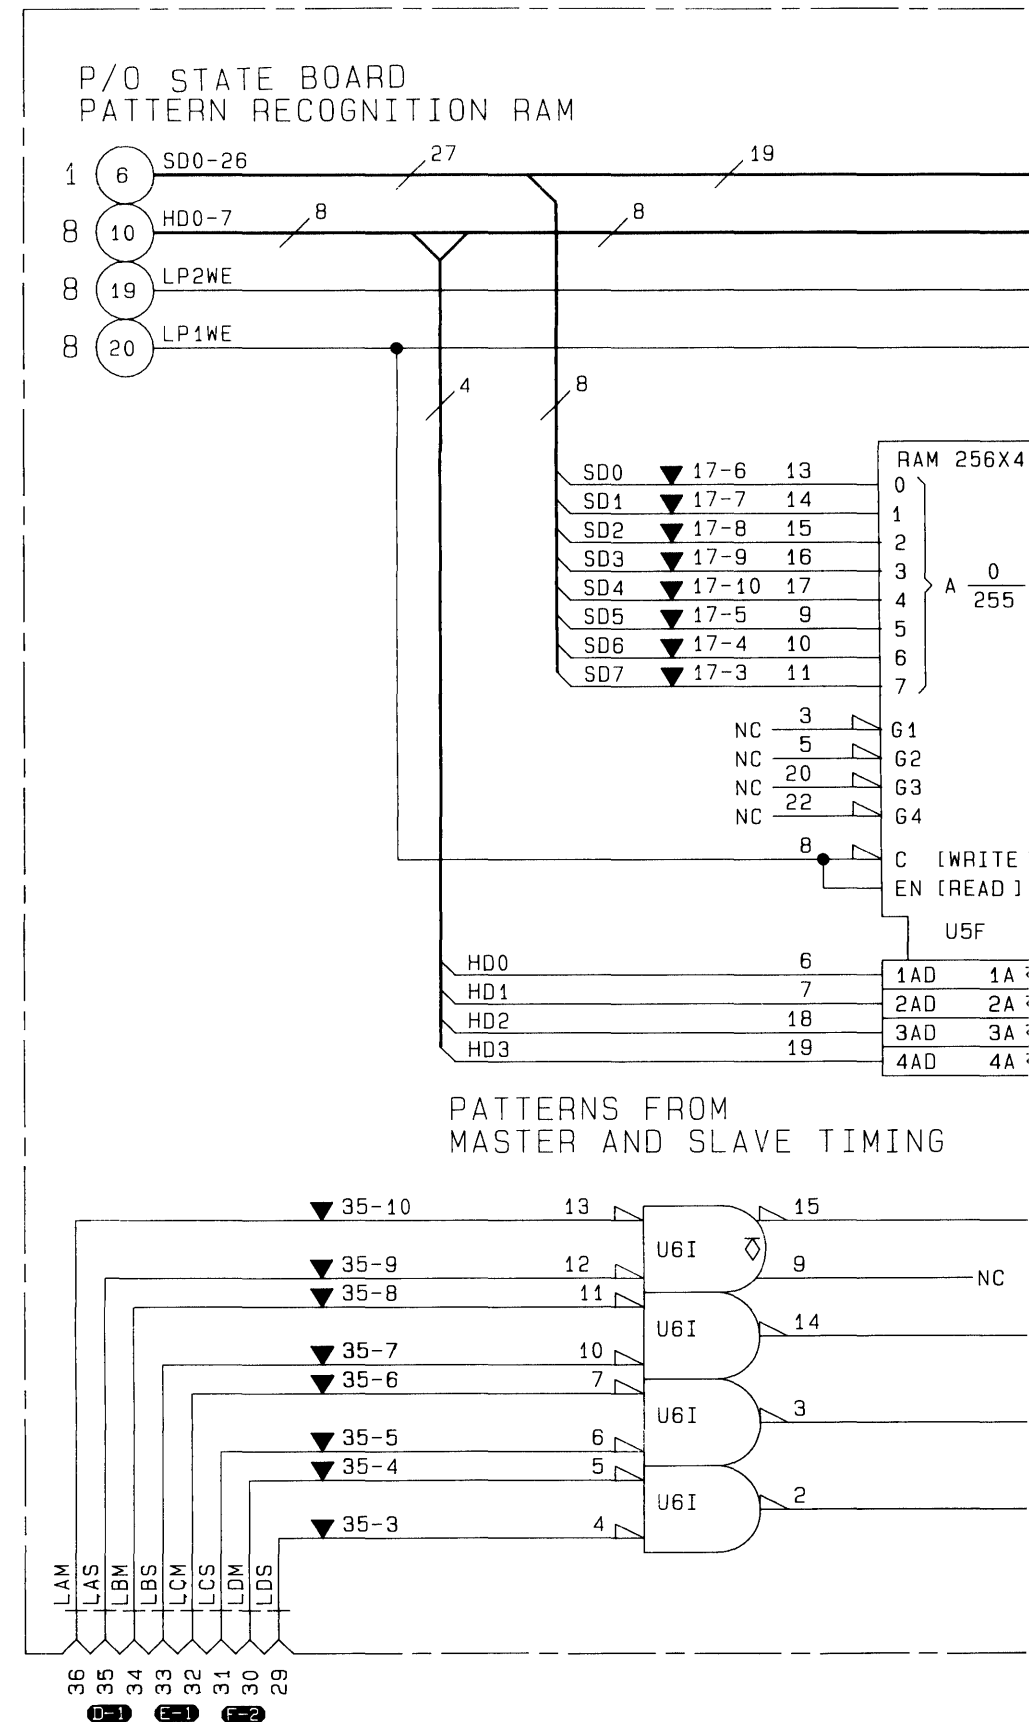 P/O STATE BOARD
PATTERN RECOGNITION RAM
1 6 SD0-26 27 19
8 10 HD0-7 8 8
8 19 LP2WE
8 20 LP1WE
4 8
RAM 256X4
SD0 17-6 13 0
SD1 17-7 14 1
SD2 17-8 15 2
SD3 17-9 16 3
SD4 17-10 17 4
SD5 17-5 9 5
SD6 17-4 10 6
SD7 17-3 11 7
A 0
255
NC 3 G1
NC 5 G2
NC 20 G3
NC 22 G4
8 C [WRITE
EN [READ]
U5F
HD0 6 1AD 1A
HD1 7 2AD 2A
HD2 18 3AD 3A
HD3 19 4AD 4A
PATTERNS FROM
MASTER AND SLAVE TIMING
35-10 13 15
U6I
35-9 12 9 NC
35-8 11
U6I 14
35-7 10
35-6 7
U6I 3
35-5 6
35-4 5
U6I 2
35-3 4
LAM LAS LBM LBS LCM LCS LDM LDS
36 35 34 33 32 31 30 29
D-1 E-1 F-2